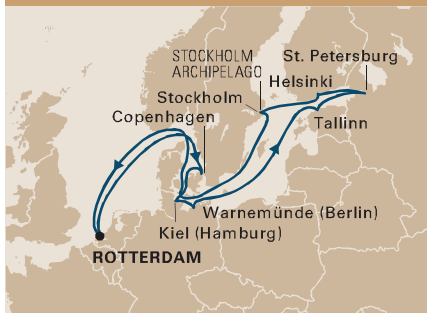 STOCKHOLM
ARCHIPELAGO
St. Petersburg
Helsinki
Stockholm
Copenhagen
Tallinn
Warnemünde (Berlin)
Kiel (Hamburg)
ROTTERDAM